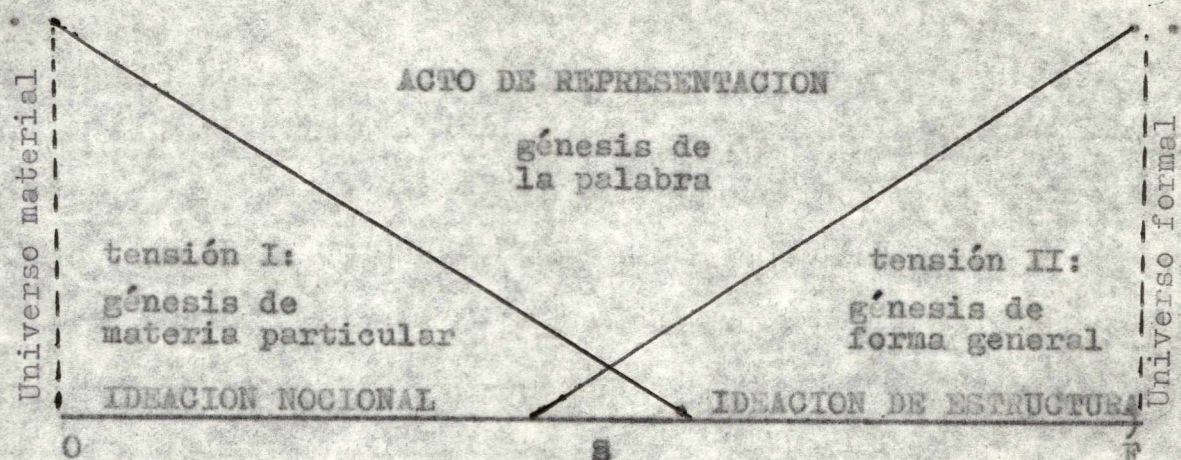 ACTO DE REPRESENTACION
génesis de
la palabra
Universo material
tensión I:
génesis de
materia particular
IDEACION NOCIONAL
tensión II:
génesis de
forma general
IDEACION DE ESTRUCTURA
Universo formal
O
S
F